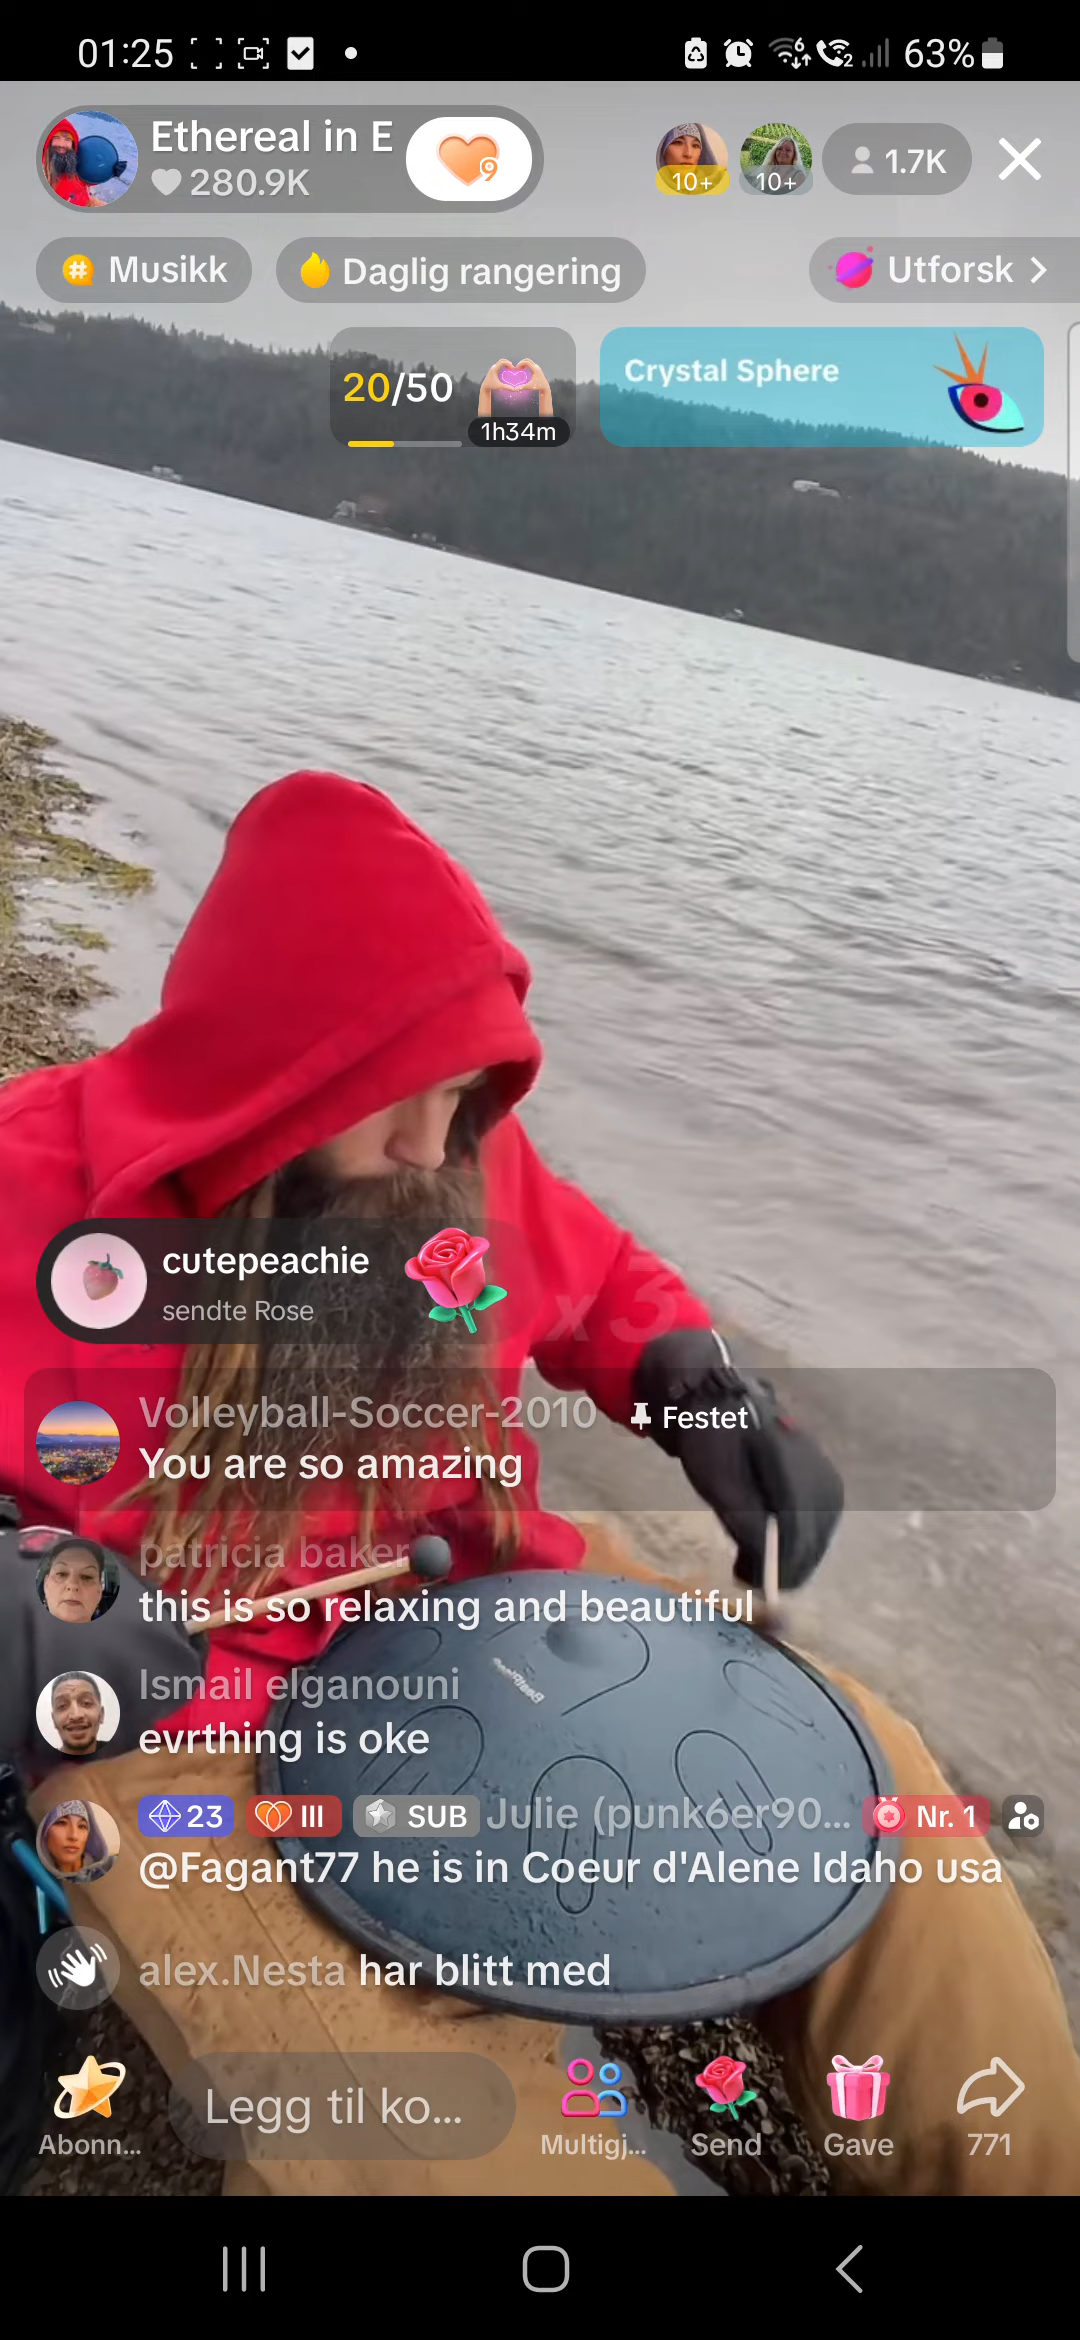 01:25
63%
Ethereal in E
280.9K
10+
10+
1.7K
Musikk
Daglig rangering
Utforsk
20/50
1h34m
Crystal Sphere
cutepeachie
sendte Rose
x3
Volleyball-Soccer-2010 Festet
You are so amazing
patricia baker
this is so relaxing and beautiful
Ismail elganouni
evrthing is oke
23 III SUB Julie (punk6er90... Nr. 1
@Fagant77 he is in Coeur d'Alene Idaho usa
alex.Nesta har blitt med
Legg til ko...
Abonn...
Multigj...
Send
Gave
771